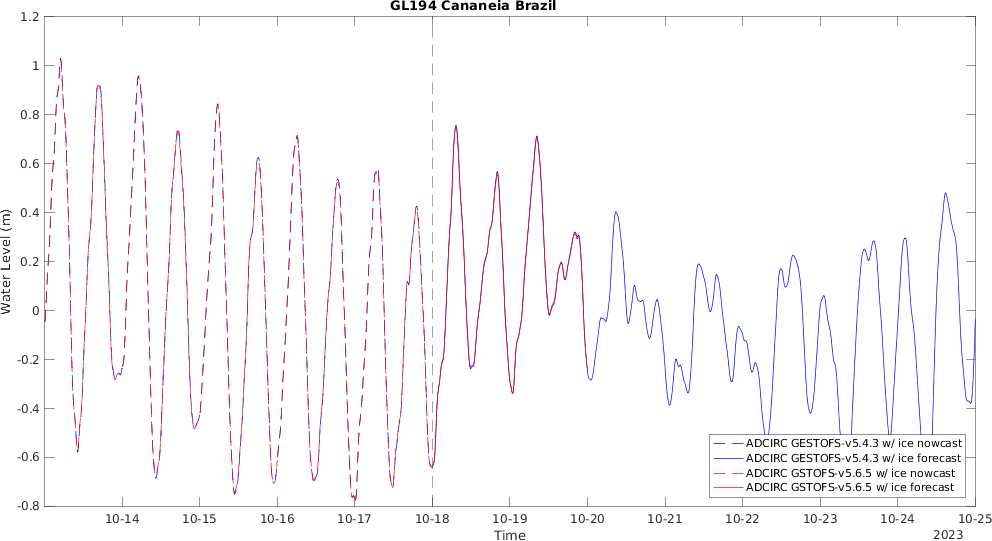 GL194 Cananeia Brazil
1.2
1
0.8
0.6
0.4
0.2
0
-0.2
-0.4
-0.6
-0.8
Water Level (m)
10-14 10-15 10-16 10-17 10-18 10-19 10-20 10-21 10-22 10-23 10-24 10-25
Time
2023
ADCIRC GESTOFS-v5.4.3 w/ ice nowcast
ADCIRC GESTOFS-v5.4.3 w/ ice forecast
ADCIRC GSTOFS-v5.6.5 w/ ice nowcast
ADCIRC GSTOFS-v5.6.5 w/ ice forecast